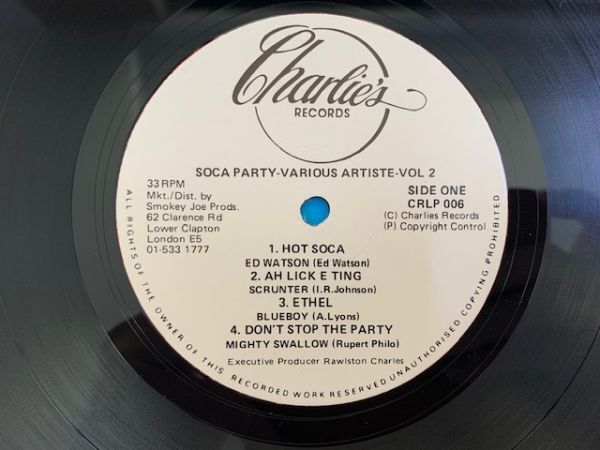 Charlie's
RECORDS
SOCA PARTY-VARIOUS ARTISTE-VOL 2
33 RPM
Mkt./Dist. by
Smokey Joe Prods.
62 Clarence Rd
Lower Clapton
London E5
01-533 1777
SIDE ONE
CRLP 006
(C) Charlies Records
(P) Copyright Control
1. HOT SOCA
ED WATSON (Ed Watson)
2. AH LICK E TING
SCRUNTER (I.R.Johnson)
3. ETHEL
BLUEBOY (A.Lyons)
4. DON'T STOP THE PARTY
MIGHTY SWALLOW (Rupert Philo)
Executive Producer Rawlston Charles
ALL RIGHTS OF THE OWNER OF THIS RECORDED WORK RESERVED UNAUTHORISED COPYING PROHIBITED